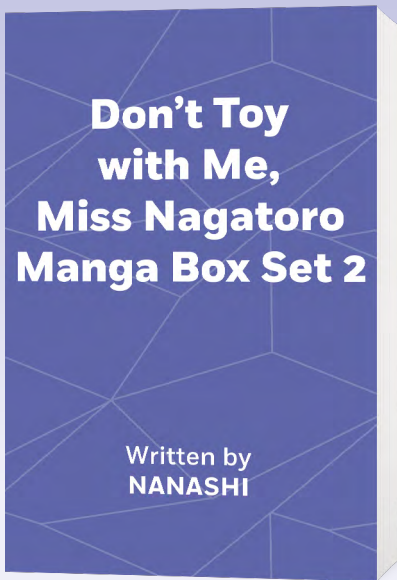 Don't Toy
with Me,
Miss Nagatoro
Manga Box Set 2
Written by
NANASHI